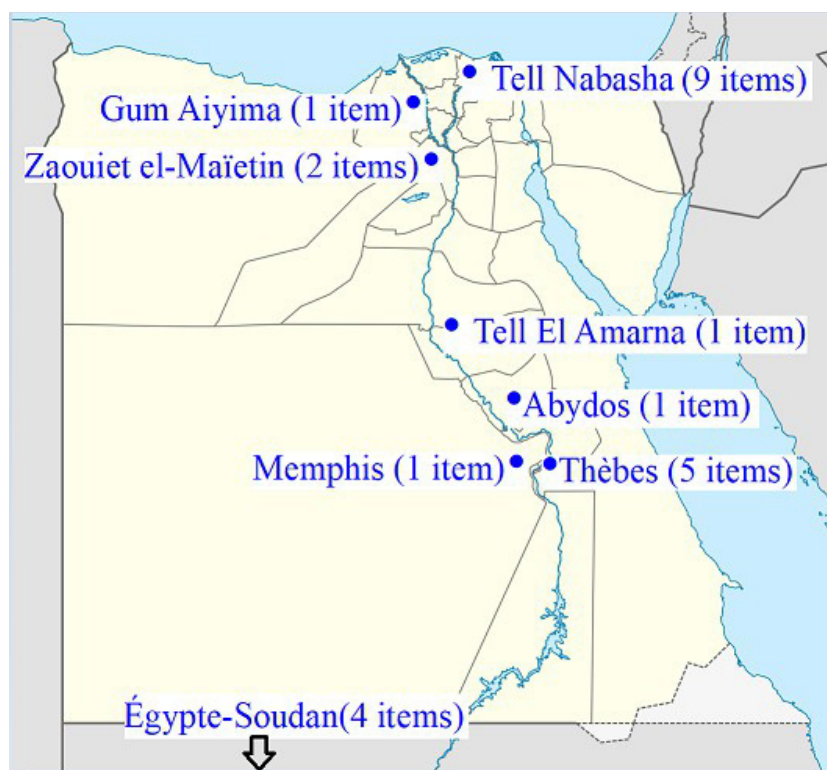 Tell Nabasha (9 items)
Gum Aiyima (1 item)
Zaouiet el-Maïetin (2 items)
Tell El Amarna (1 item)
Abydos (1 item)
Memphis (1 item)
Thèbes (5 items)
Égypte-Soudan(4 items)